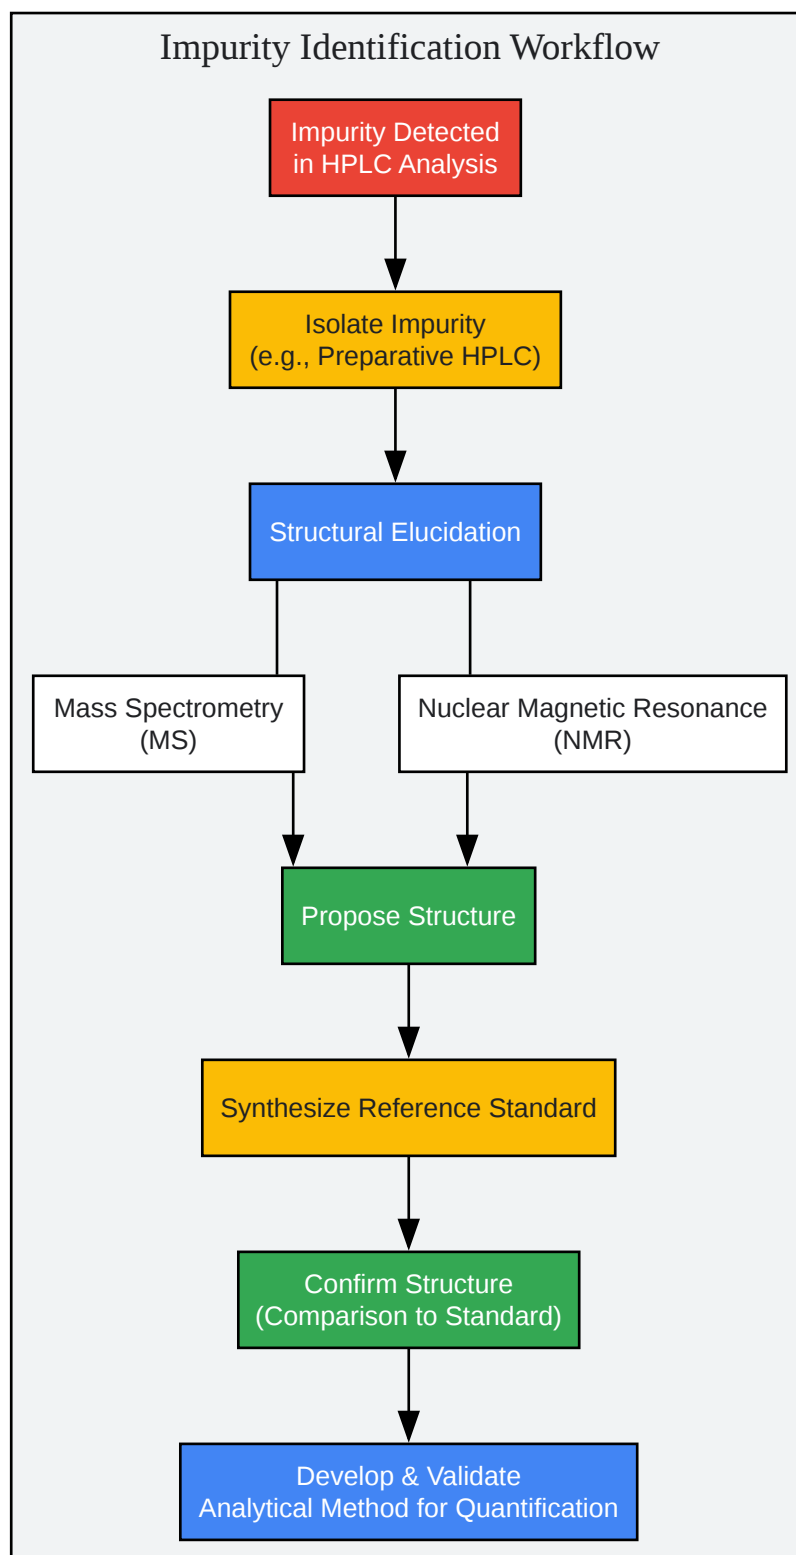 Impurity Identification Workflow
Impurity Detected
in HPLC Analysis
Isolate Impurity
(e.g., Preparative HPLC)
Structural Elucidation
Mass Spectrometry
(MS)
Nuclear Magnetic Resonance
(NMR)
Propose Structure
Synthesize Reference Standard
Confirm Structure
(Comparison to Standard)
Develop & Validate
Analytical Method for Quantification